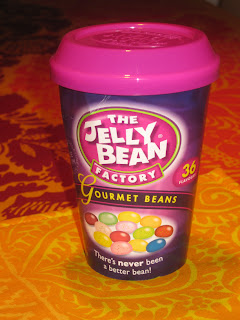 THE
JELLY
BEAN
FACTORY
36
FLAVOURS
GOURMET BEANS
There's never been
a better bean!